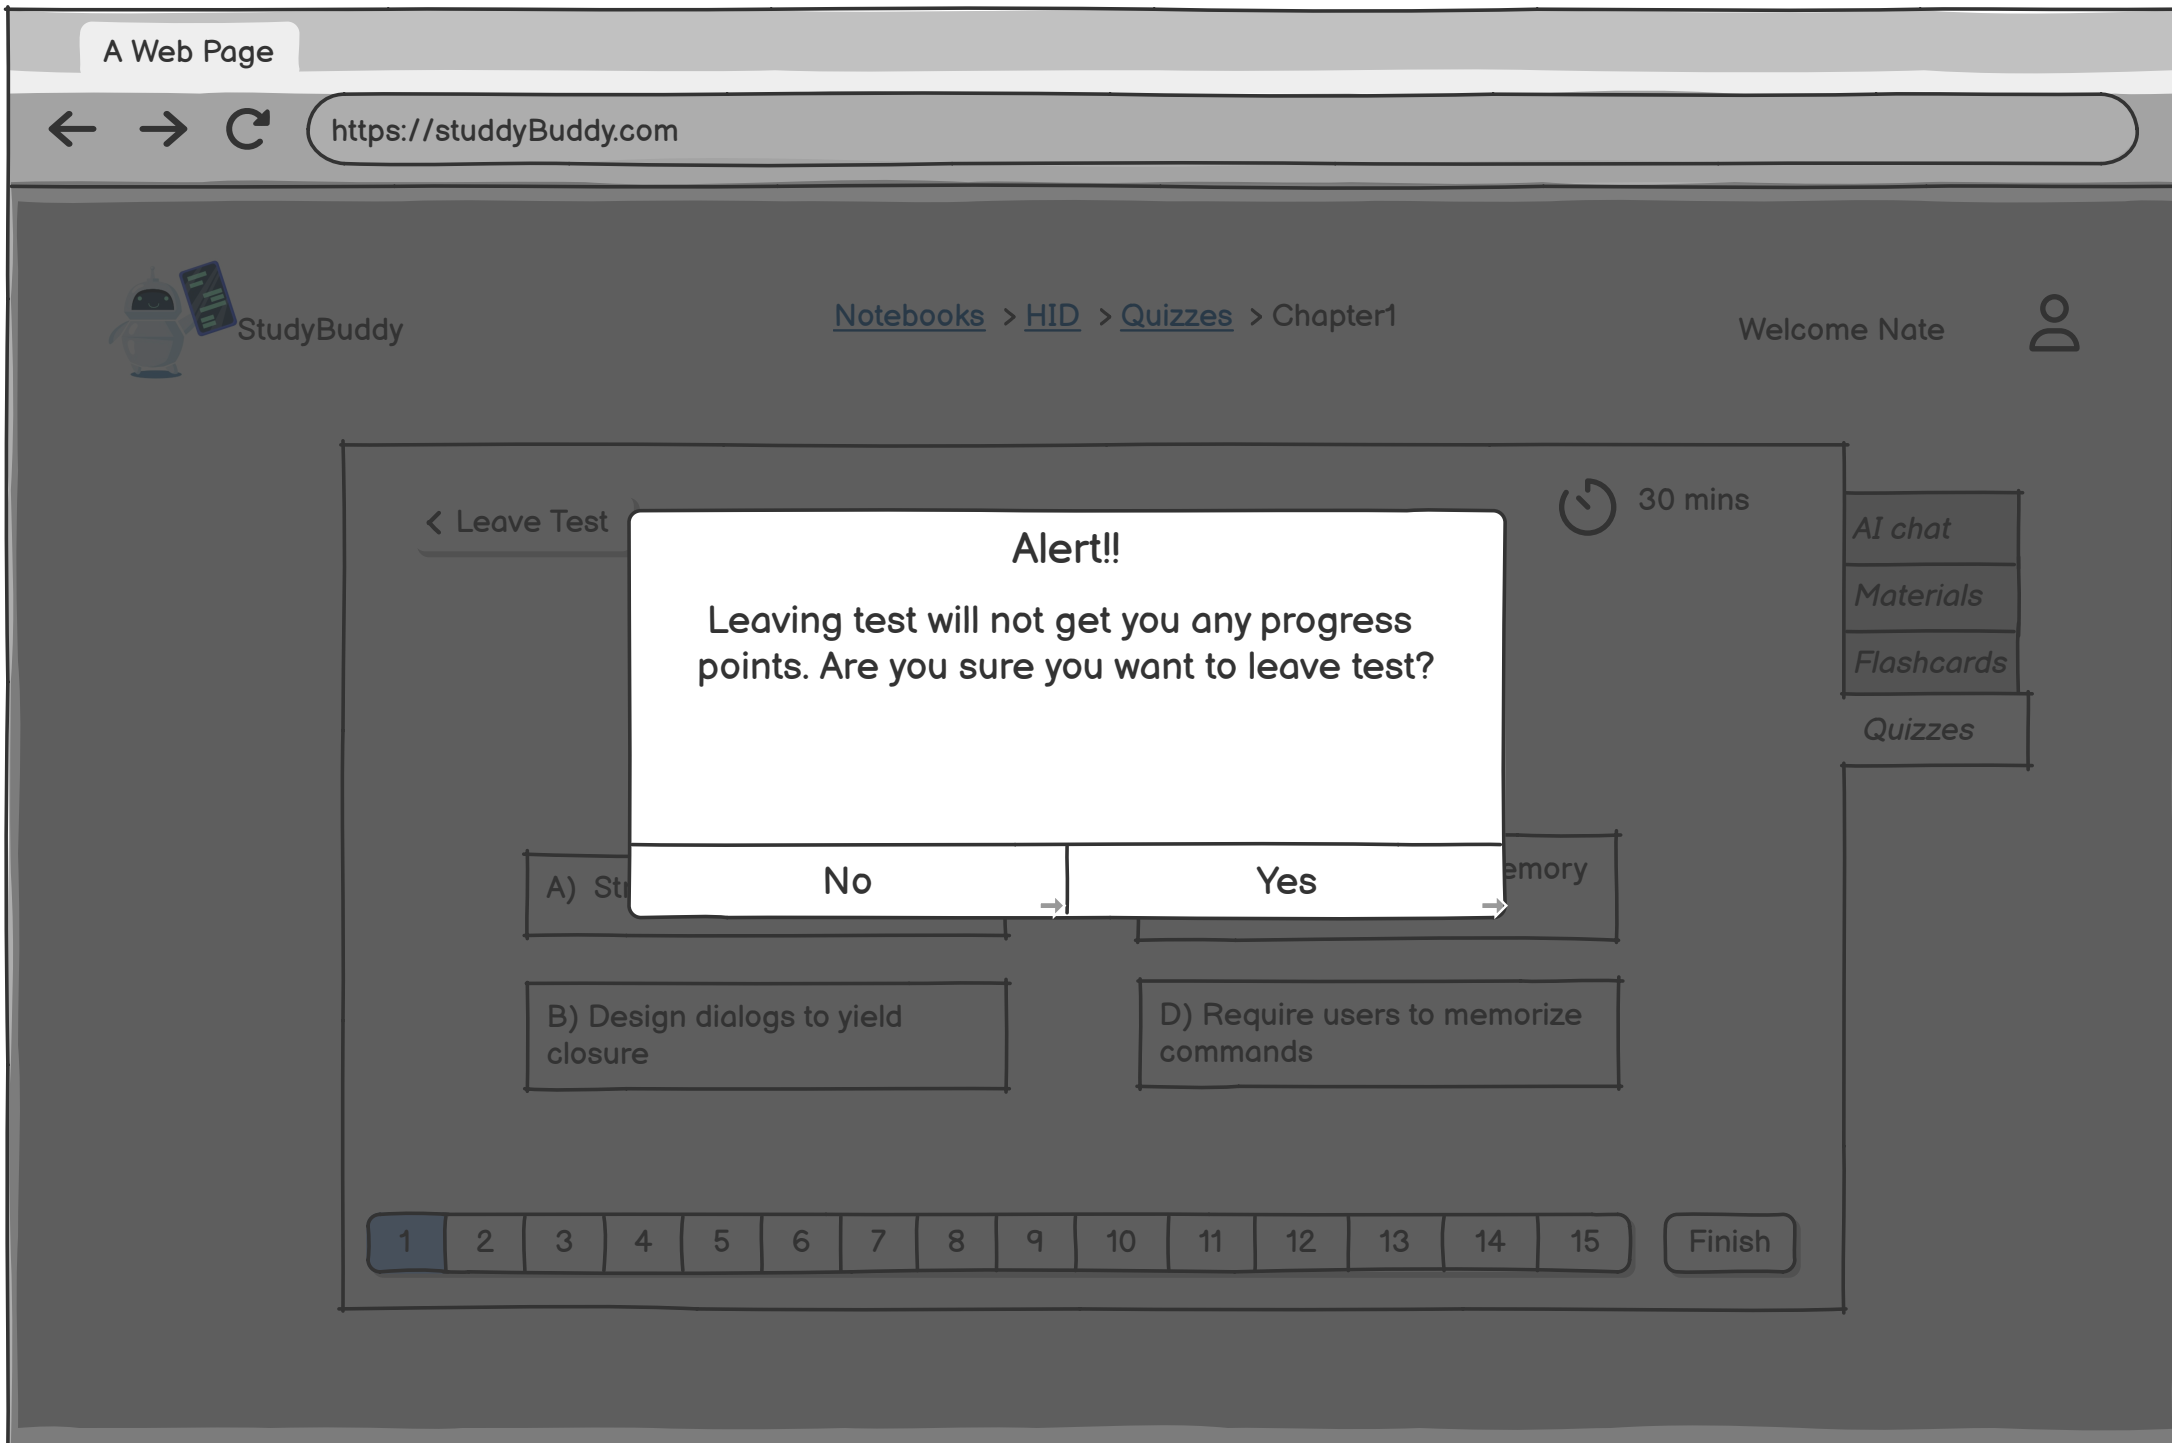 A Web Page
https://studdyBuddy.com
StudyBuddy
Notebooks > HID > Quizzes > Chapter1
Welcome Nate
< Leave Test
30 mins
Alert!!
Leaving test will not get you any progress
points. Are you sure you want to leave test?
No
Yes
AI chat
Materials
Flashcards
Quizzes
A)
B) Design dialogs to yield
closure
D) Require users to memorize
commands
1 2 3 4 5 6 7 8 9 10 11 12 13 14 15
Finish